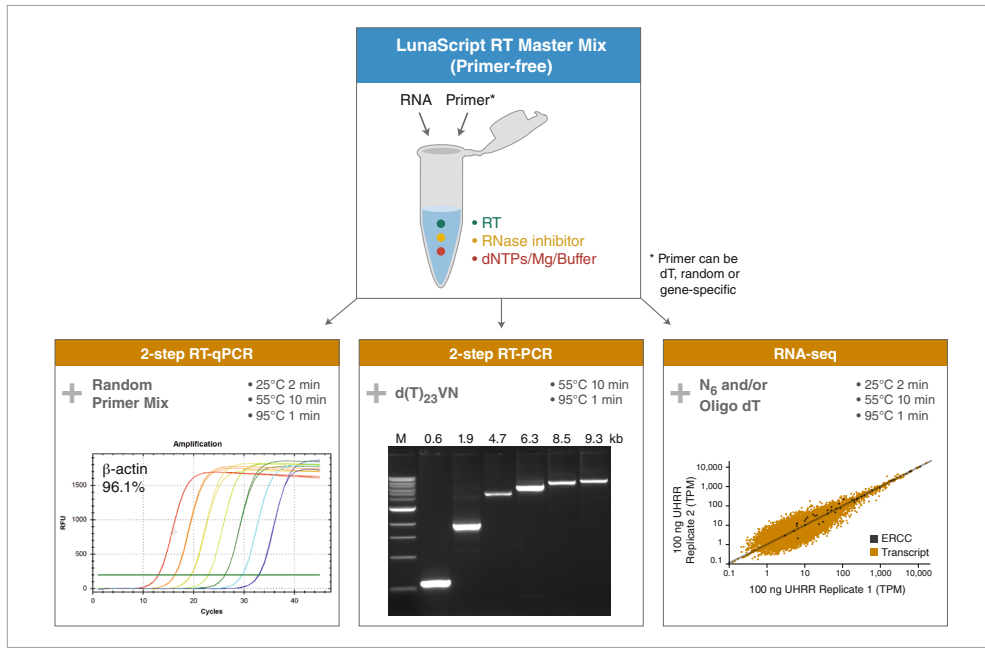 LunaScript RT Master Mix
(Primer-free)
RNA Primer*
• RT
• RNase inhibitor
• dNTPs/Mg/Buffer
* Primer can be
dT, random or
gene-specific
2-step RT-qPCR
+ Random
Primer Mix
• 25°C 2 min
• 55°C 10 min
• 95°C 1 min
Amplification
β-actin
96.1%
RFU
1500
1000
500
0
0 10 20 30 40
Cycles
2-step RT-PCR
+ d(T)₂₃VN
• 55°C 10 min
• 95°C 1 min
M 0.6 1.9 4.7 6.3 8.5 9.3 kb
RNA-seq
+ N₆ and/or
Oligo dT
• 25°C 2 min
• 55°C 10 min
• 95°C 1 min
100 ng UHRR
Replicate 2 (TPM)
10,000
1,000
100
10
1
0.1
ERCC
Transcript
0.1 1 10 100 1,000 10,000
100 ng UHRR Replicate 1 (TPM)